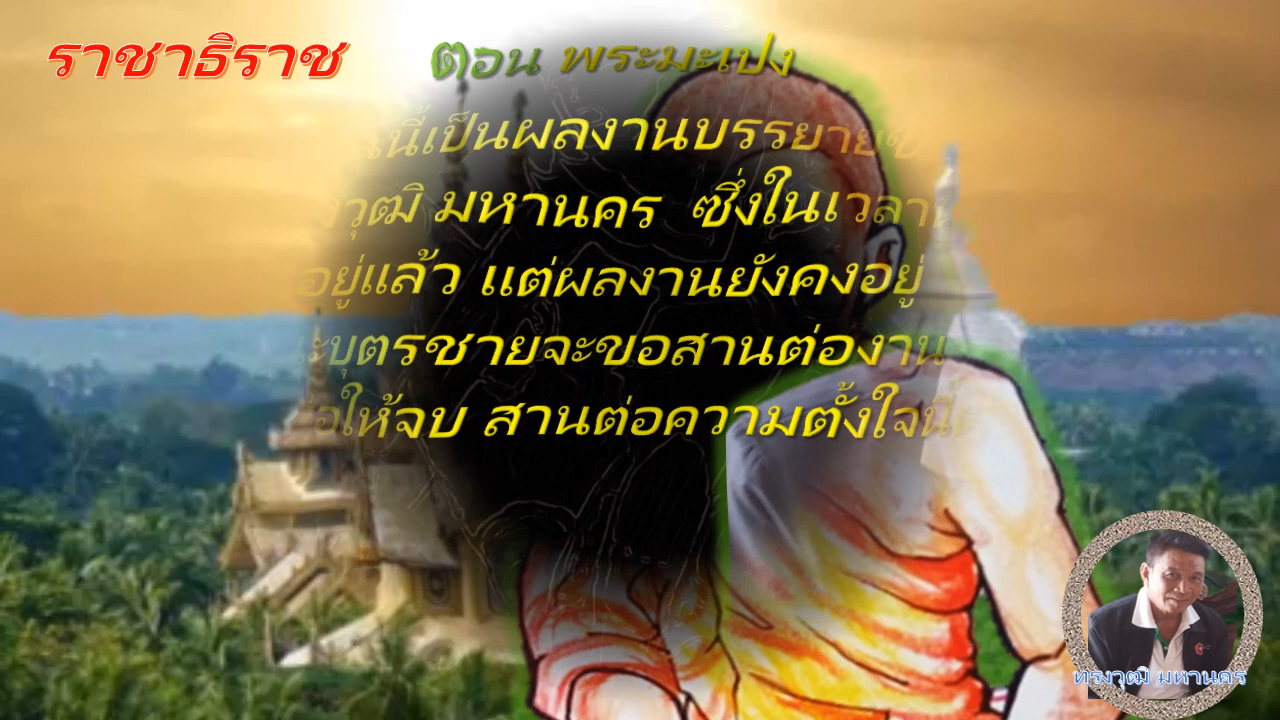 ราชาธิราช
ตอน พระมะเปง
นี้เป็นผลงานบรรยาย
วุฒิ มหานคร ซึ่งในเวลา
อยู่แล้ว แต่ผลงานยังคงอยู่
บุตรชายจะขอสานต่องาน
ให้จบ สานต่อความตั้งใจนี้
ทรงวุฒิ มหานคร